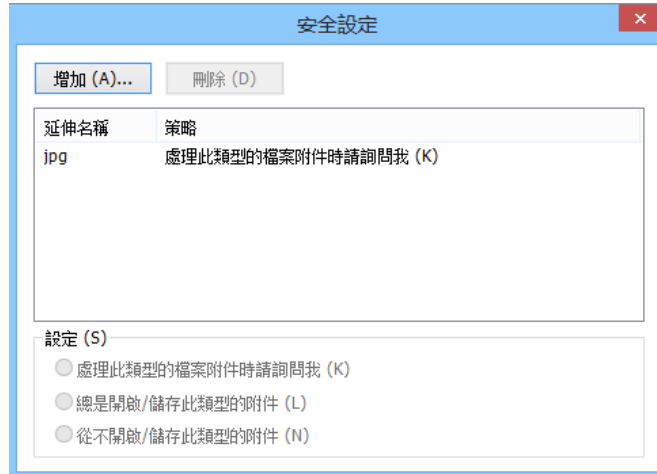 安全設定
增加 (A)... 刪除 (D)
延伸名稱 策略
jpg 處理此類型的檔案附件時請詢問我 (K)
設定 (S)
處理此類型的檔案附件時請詢問我 (K)
總是開啟/儲存此類型的附件 (L)
從不開啟/儲存此類型的附件 (N)